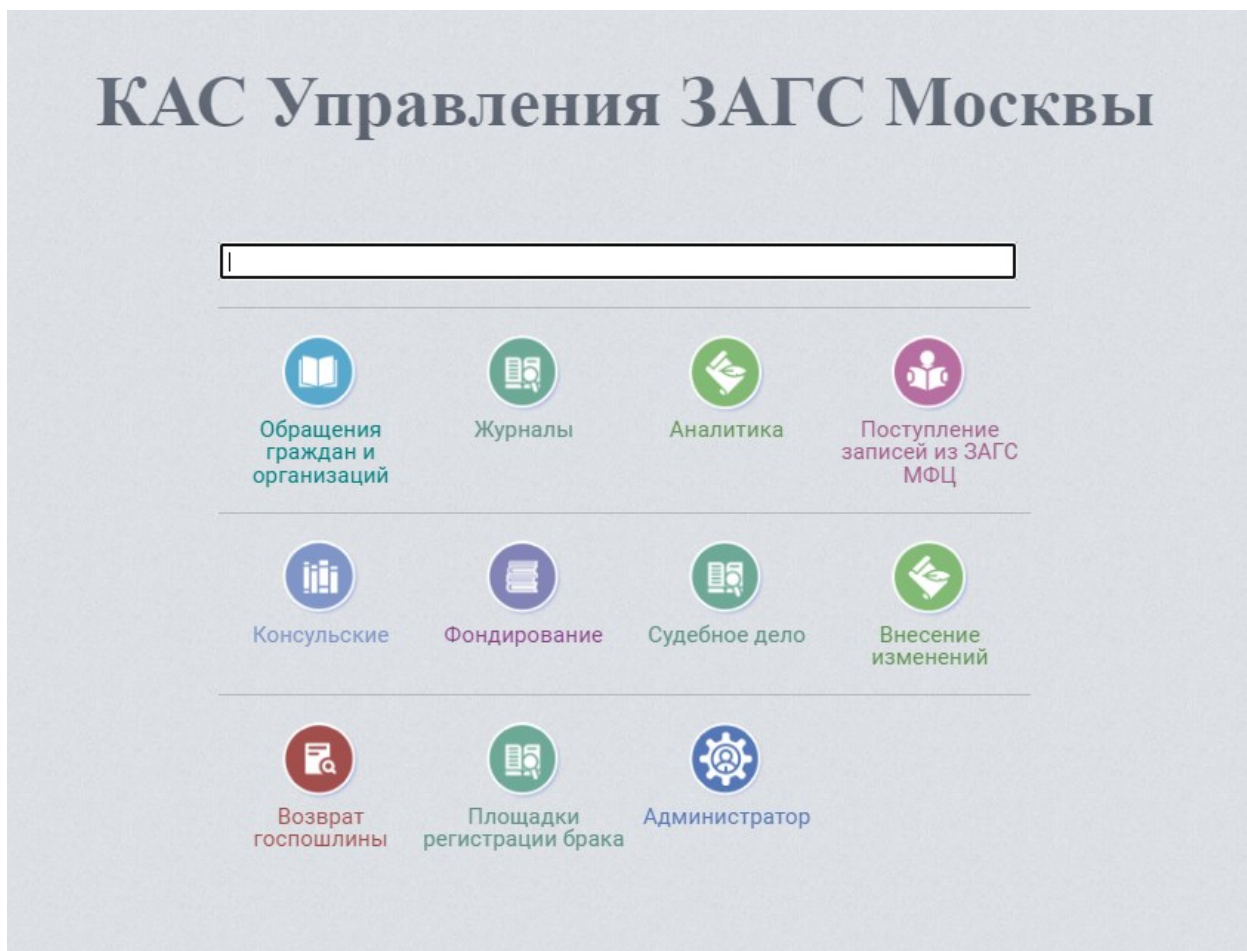 КАС Управления ЗАГС Москвы
Обращения
граждан и
организаций
Журналы
Аналитика
Поступление
записей из ЗАГС
МФЦ
Консульские
Фондирование
Судебное дело
Внесение
изменений
Возврат
госпошлины
Площадки
регистрации брака
Администратор